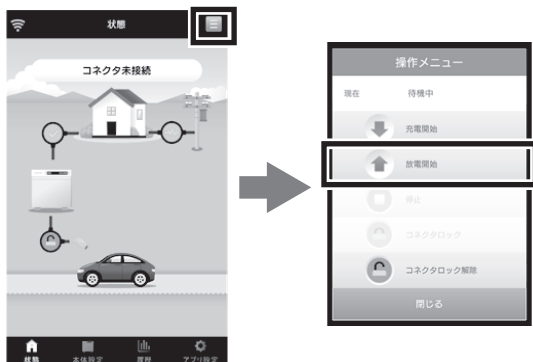 状態
コネクタ未接続
状態
本体設定
履歴
アプリ設定
操作メニュー
現在 待機中
充電開始
放電開始
停止
コネクタロック
コネクタロック解除
閉じる